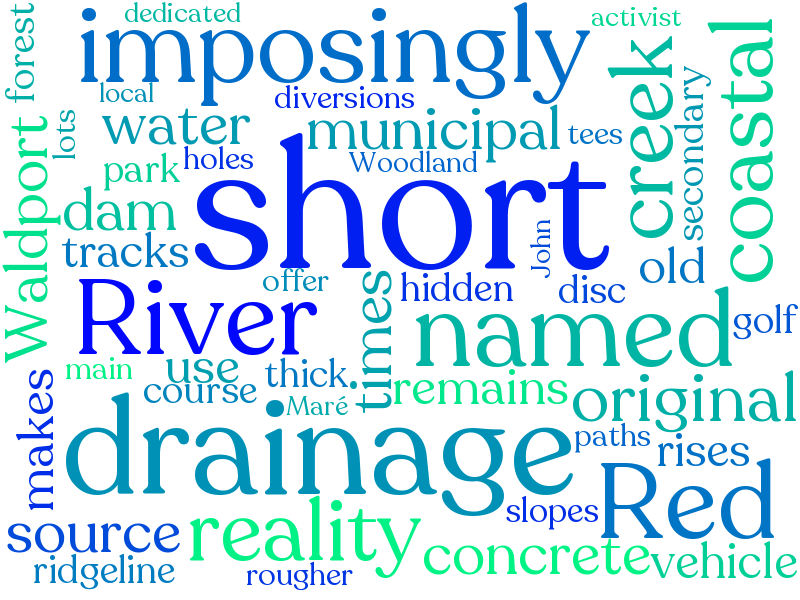 dedicated
activist
imposingly
forest
local
diversions
creek
coastal
lots
water
municipal
tees
secondary
holes
Woodland
park
short
Waldport
dam
John
tracks
old
offer
hidden
disc
River
times
named
golf
main
use
thick.
course
remains
original
makes
Maré
drainage
paths
rises
Red
source
reality
slopes
concrete
vehicle
ridgeline
rougher